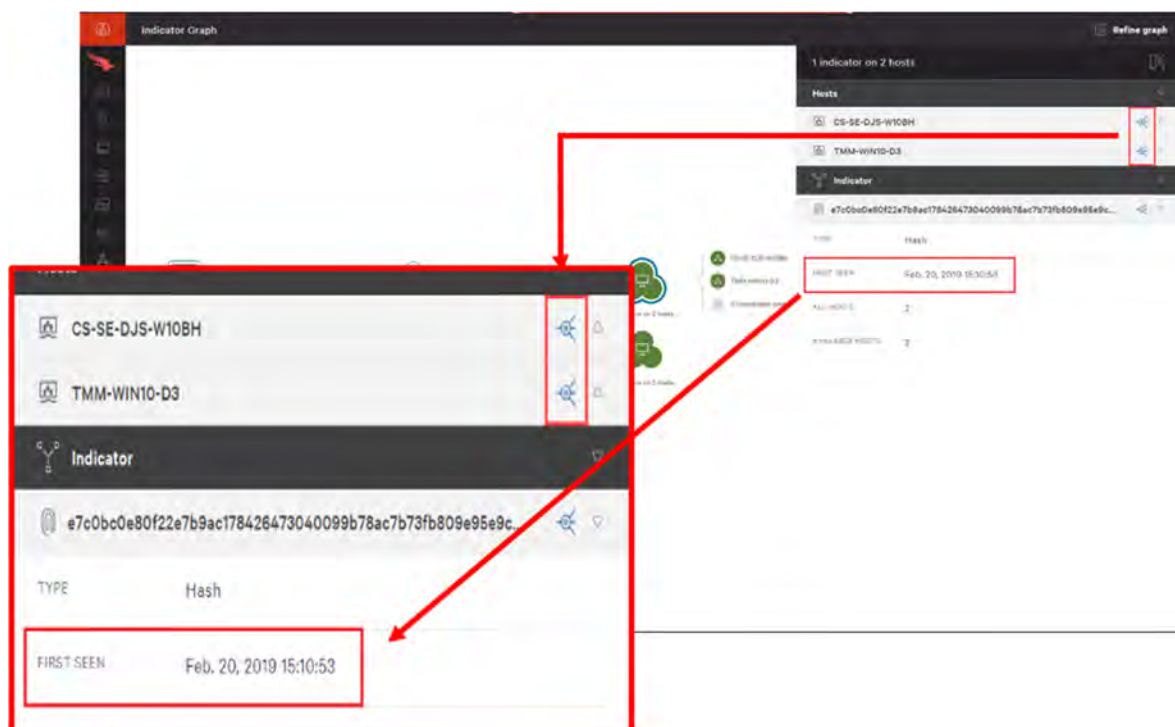 Indicator Graph
Refine graph
1 indicator on 2 hosts
Hosts
CS-SE-DJS-W10BH
TMM-WIN10-D3
Indicator
e7c0bc0e80f22e7b9ac178426473040099b78ac7b73fb809e95e9c...
TYPE
Hash
FIRST SEEN
Feb. 20, 2019 15:10:53
2
2
CS-SE-DJS-W10BH
TMM-WIN10-D3
Indicator
e7c0bc0e80f22e7b9ac178426473040099b78ac7b73fb809e95e9c...
TYPE
Hash
FIRST SEEN
Feb. 20, 2019 15:10:53